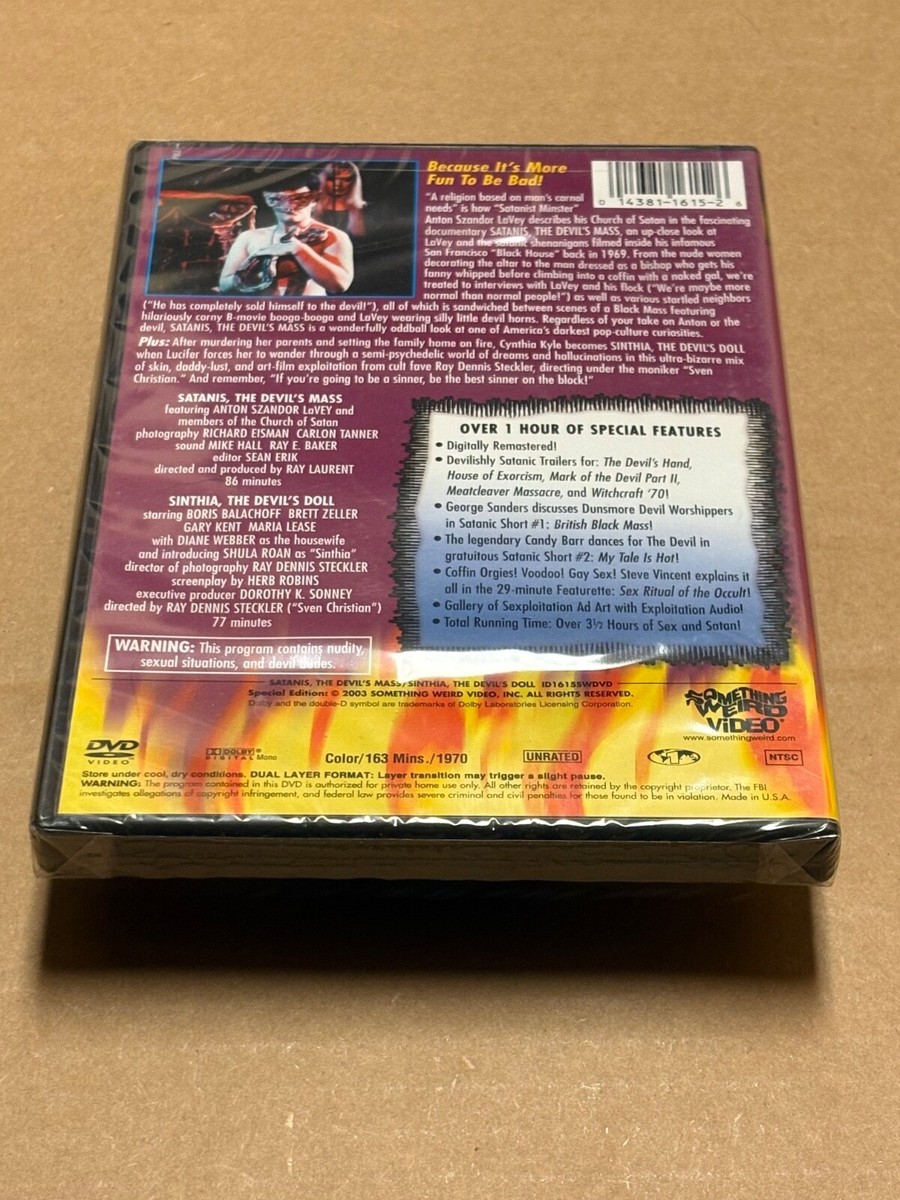 Because It's More
Fun To Be Bad!
0 14381-1615-2 6
"A religion based on man's carnal
needs" is how "Satanist Minster"
Anton Szandor LaVey describes his Church of Satan in the fascinating
documentary SATANIS, THE DEVIL'S MASS, an up-close look at
LaVey and the satanic shenanigans filmed inside his infamous
San Francisco "Black House" back in 1969. From the nude women
decorating the altar to the man dressed as a bishop who gets his
fanny whipped before climbing into a coffin with a naked gal, we're
treated to interviews with LaVey and his flock ("We're maybe more
normal than normal people!") as well as various startled neighbors
("He has completely sold himself to the devil!"), all of which is sandwiched between scenes of a Black Mass featuring
hilariously corny B-movie booga-booga and LaVey wearing silly little devil horns. Regardless of your take on Anton or the
devil, SATANIS, THE DEVIL'S MASS is a wonderfully oddball look at one of America's darkest pop-culture curiosities.
Plus: After murdering her parents and setting the family home on fire, Cynthia Kyle becomes SINTHIA, THE DEVIL'S DOLL
when Lucifer forces her to wander through a semi-psychedelic world of dreams and hallucinations in this ultra-bizarre mix
of skin, daddy-lust, and art-film exploitation from cult fave Ray Dennis Steckler, directing under the moniker "Sven
Christian." And remember, "If you're going to be a sinner, be the best sinner on the block!"
SATANIS, THE DEVIL'S MASS
featuring ANTON SZANDOR LaVEY and
members of the Church of Satan
photography RICHARD EISMAN CARLON TANNER
sound MIKE HALL RAY E. BAKER
editor SEAN ERIK
directed and produced by RAY LAURENT
86 minutes
SINTHIA, THE DEVIL'S DOLL
starring BORIS BALACHOFF BRETT ZELLER
GARY KENT MARIA LEASE
with DIANE WEBBER as the housewife
and introducing SHULA ROAN as "Sinthia"
director of photography RAY DENNIS STECKLER
screenplay by HERB ROBINS
executive producer DOROTHY K. SONNEY
directed by RAY DENNIS STECKLER ("Sven Christian")
77 minutes
WARNING: This program contains nudity,
sexual situations, and devil dudes.
OVER 1 HOUR OF SPECIAL FEATURES
• Digitally Remastered!
• Devilishly Satanic Trailers for: The Devil's Hand,
House of Exorcism, Mark of the Devil Part II,
Meatcleaver Massacre, and Witchcraft '70!
• George Sanders discusses Dunsmore Devil Worshippers
in Satanic Short #1: British Black Mass!
• The legendary Candy Barr dances for The Devil in
gratuitous Satanic Short #2: My Tale Is Hot!
• Coffin Orgies! Voodoo! Gay Sex! Steve Vincent explains it
all in the 29-minute Featurette: Sex Ritual of the Occult!
• Gallery of Sexploitation Ad Art with Exploitation Audio!
• Total Running Time: Over 3½ Hours of Sex and Satan!
SATANIS, THE DEVIL'S MASS/SINTHIA, THE DEVIL'S DOLL ID1615SWDVD
Special Edition: © 2003 SOMETHING WEIRD VIDEO, INC. ALL RIGHTS RESERVED.
Dolby and the double-D symbol are trademarks of Dolby Laboratories Licensing Corporation.
SOMETHING
WEIRD
ViDEO
www.somethingweird.com
DVD
VIDEO
DOLBY®
DIGITAL Mono
Color/163 Mins./1970
UNRATED
NTSC
Store under cool, dry conditions. DUAL LAYER FORMAT: Layer transition may trigger a slight pause.
WARNING: The program contained in this DVD is authorized for private home use only. All other rights are retained by the copyright proprietor. The FBI
investigates allegations of copyright infringement, and federal law provides severe criminal and civil penalties for those found to be in violation. Made in U.S.A.